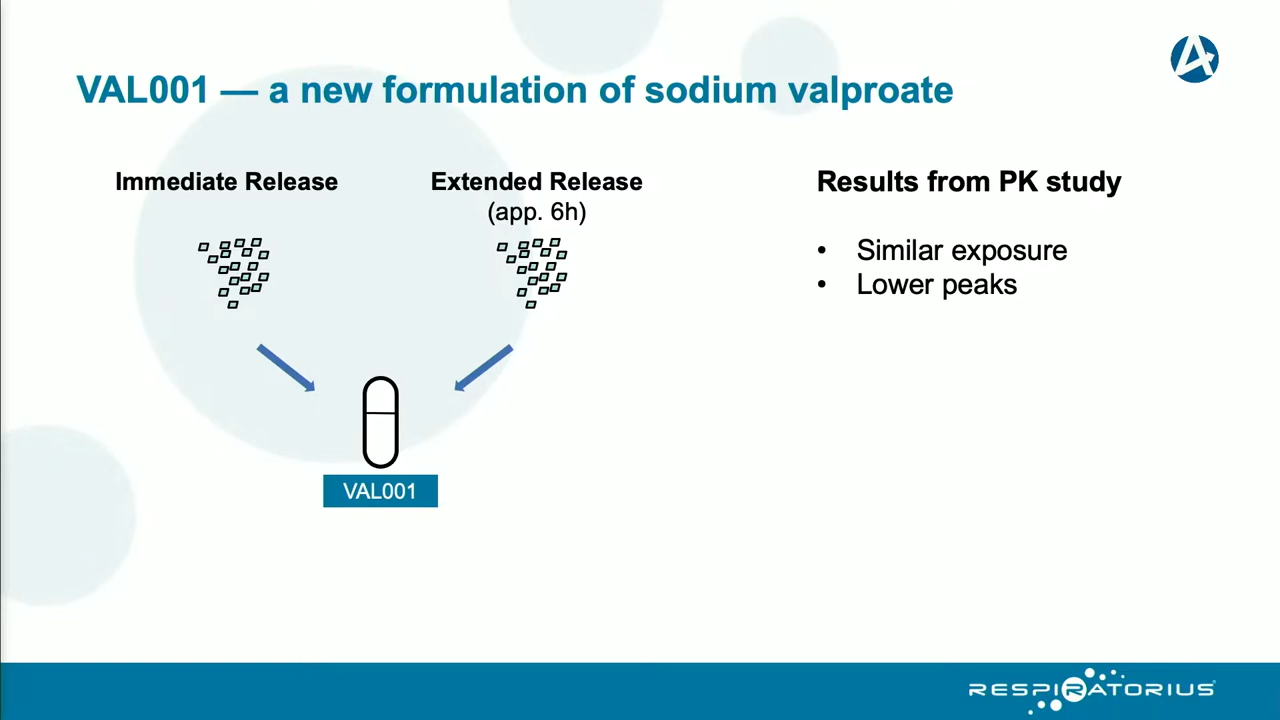 VAL001 — a new formulation of sodium valproate
Immediate Release
Extended Release
(app. 6h)
VAL001
Results from PK study
• Similar exposure
• Lower peaks
RESPIRATORIUS